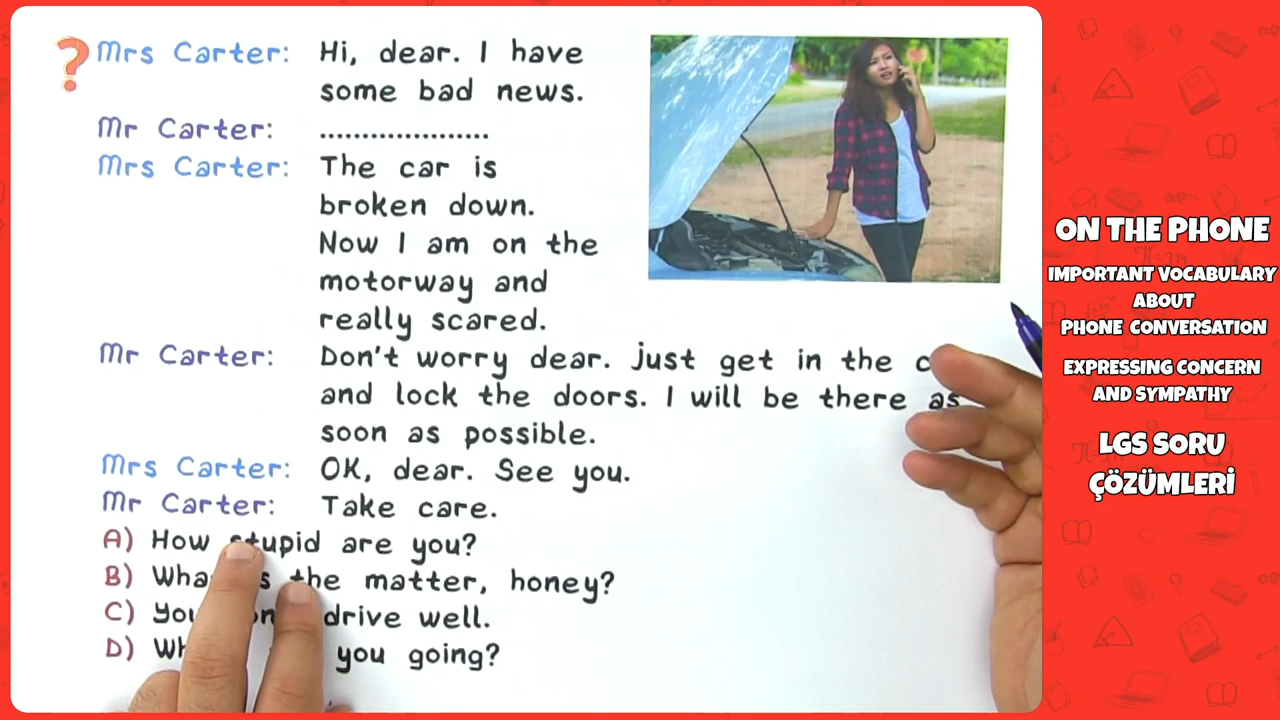 ? Mrs Carter: Hi, dear. I have
some bad news.
Mr Carter: ....................
Mrs Carter: The car is
broken down.
Now I am on the
motorway and
really scared.
Mr Carter: Don't worry dear. just get in the
and lock the doors. I will be there as
soon as possible.
Mrs Carter: OK, dear. See you.
Mr Carter: Take care.
A) How stupid are you?
B) the matter, honey?
C) drive well.
D) you going?
ON THE PHONE
IMPORTANT VOCABULARY
ABOUT
PHONE CONVERSATION
EXPRESSING CONCERN
AND SYMPATHY
LGS SORU
ÇÖZÜMLERİ